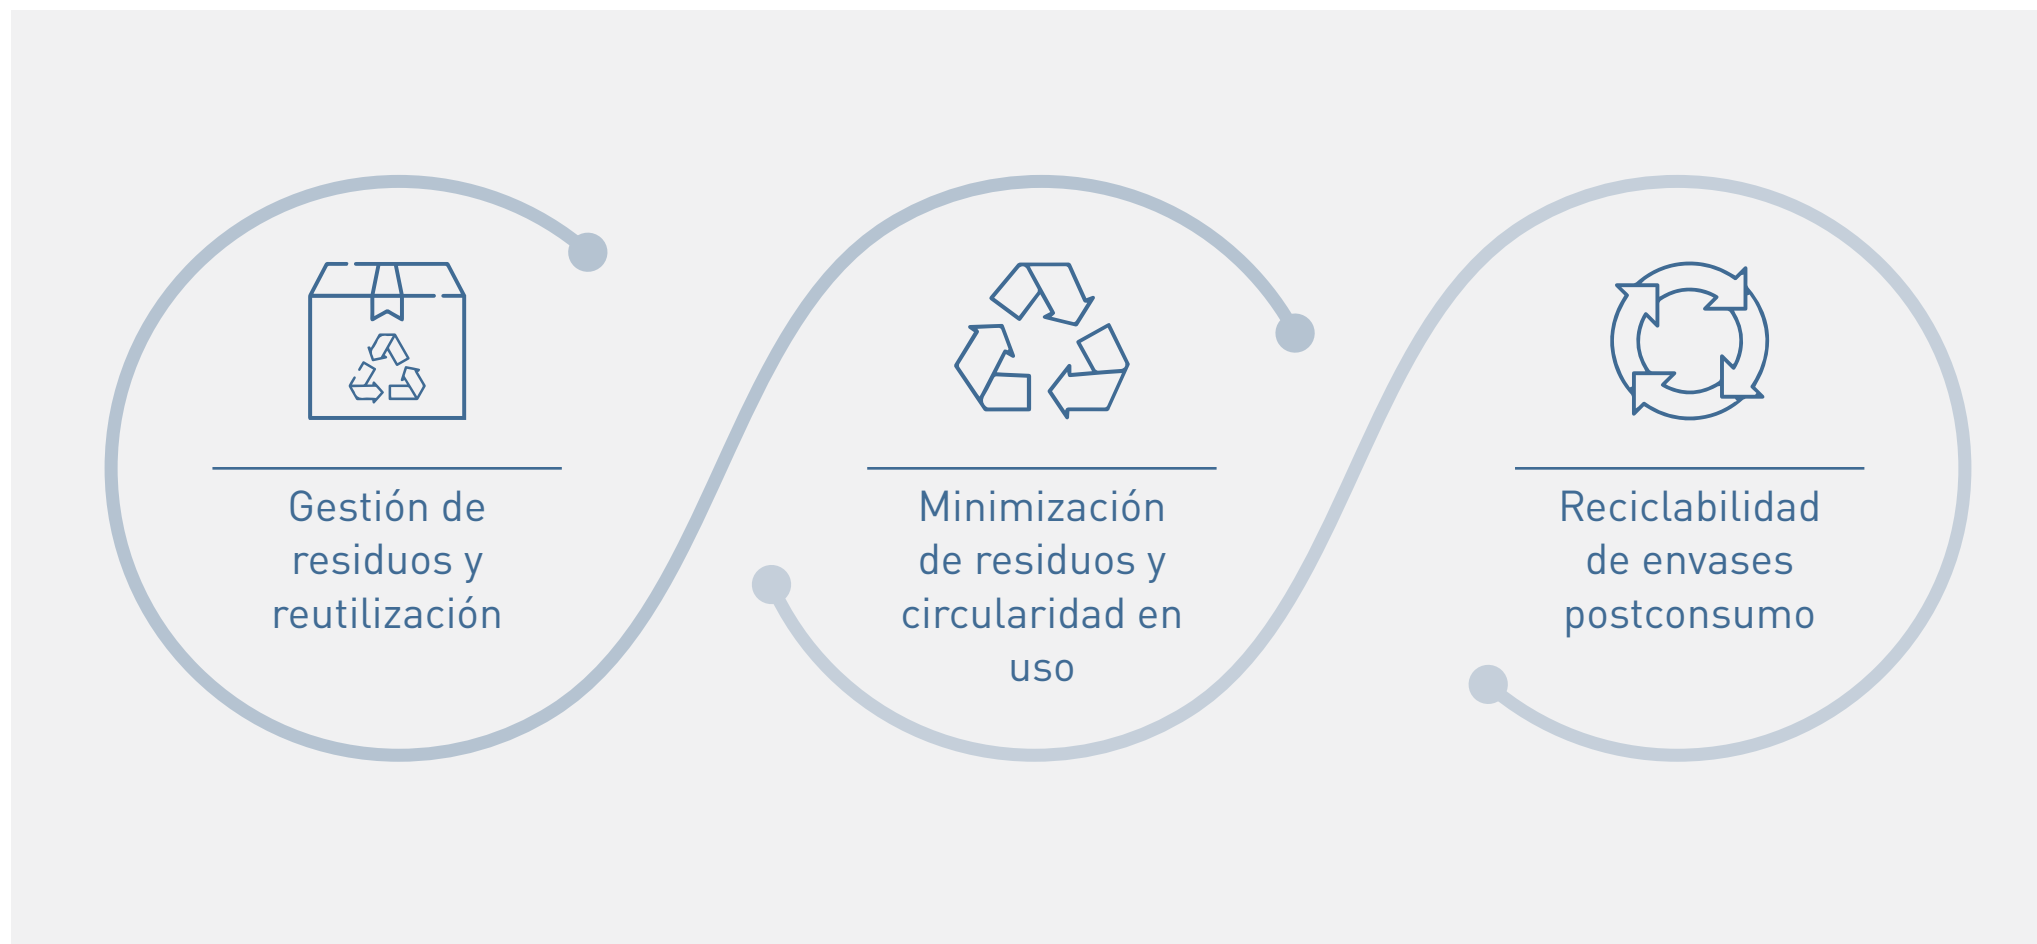 Gestión de
residuos y
reutilización
Minimización
de residuos y
circularidad en
uso
Reciclabilidad
de envases
postconsumo